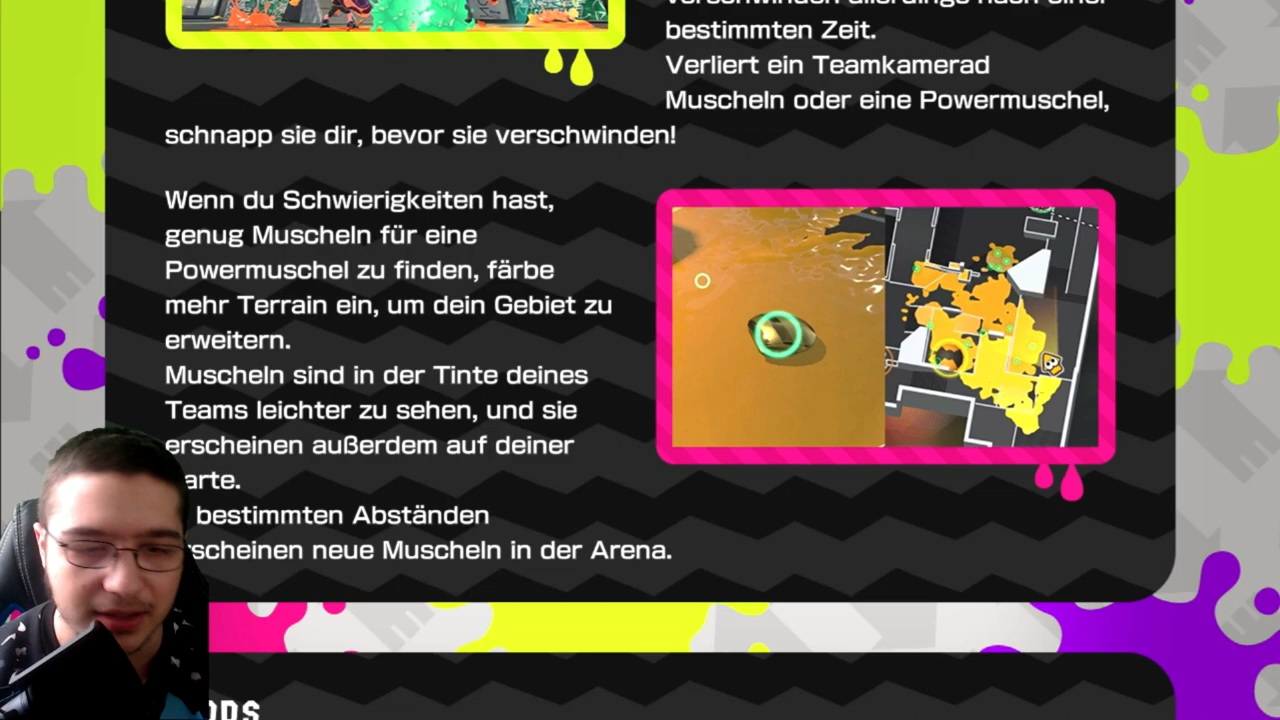 bestimmten Zeit.
Verliert ein Teamkamerad
Muscheln oder eine Powermuschel,
schnapp sie dir, bevor sie verschwinden!
Wenn du Schwierigkeiten hast,
genug Muscheln für eine
Powermuschel zu finden, färbe
mehr Terrain ein, um dein Gebiet zu
erweitern.
Muscheln sind in der Tinte deines
Teams leichter zu sehen, und sie
erscheinen außerdem auf deiner
arte.
bestimmten Abständen
scheinen neue Muscheln in der Arena.